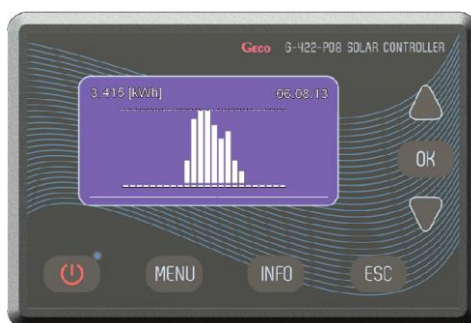 Geco G-422-P08 SOLAR CONTROLLER
3.415 [kWh] 06.08.13
OK
MENU INFO ESC